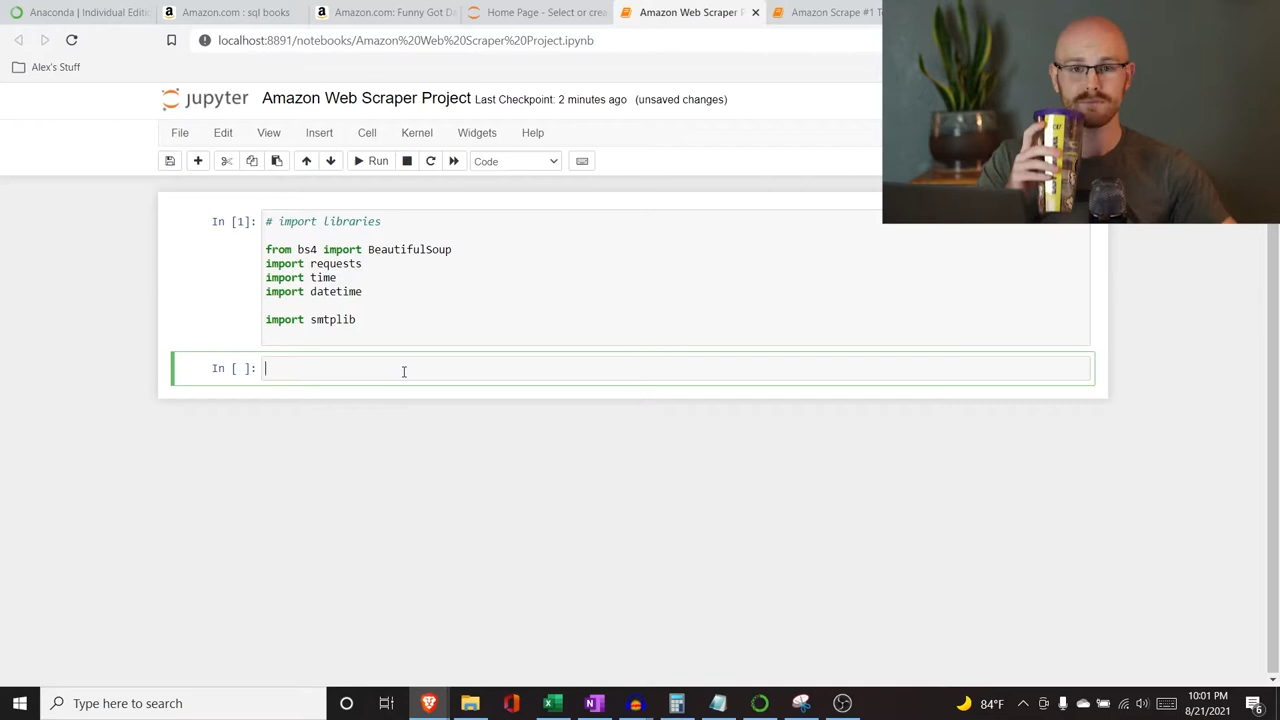 Anaconda | Individual Editi
Amazon.com : sql books
Amazon.com: Funny Got Da
Home Page - Select or crea
Amazon Web Scraper P
Amazon Scrape #1 T
localhost:8891/notebooks/Amazon%20Web%20Scraper%20Project.ipynb
Alex's Stuff
jupyter Amazon Web Scraper Project Last Checkpoint: 2 minutes ago (unsaved changes)
File Edit View Insert Cell Kernel Widgets Help
Run Code
In [1]: # import libraries
from bs4 import BeautifulSoup
import requests
import time
import datetime
import smtplib
In [ ]:
Type here to search
84°F
10:01 PM
8/21/2021
6